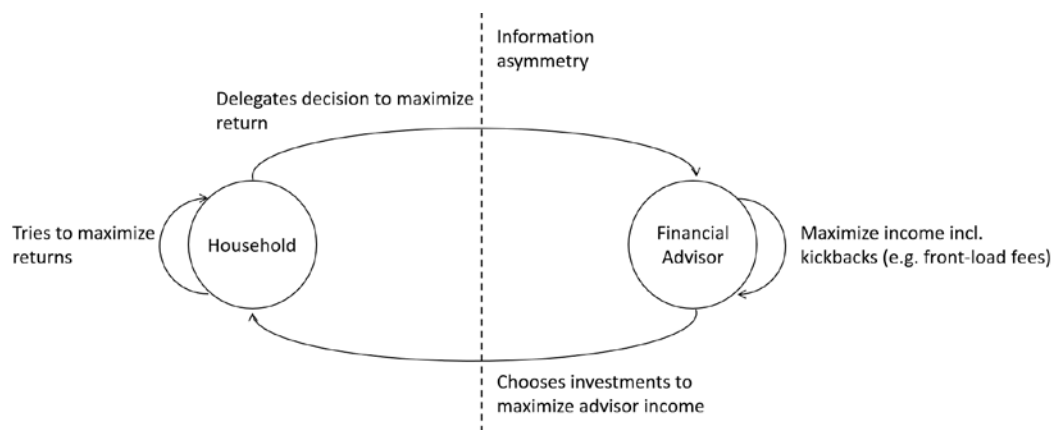 Information
asymmetry
Delegates decision to maximize
return
Tries to maximize
returns
Household
Financial
Advisor
Maximize income incl.
kickbacks (e.g. front-load fees)
Chooses investments to
maximize advisor income